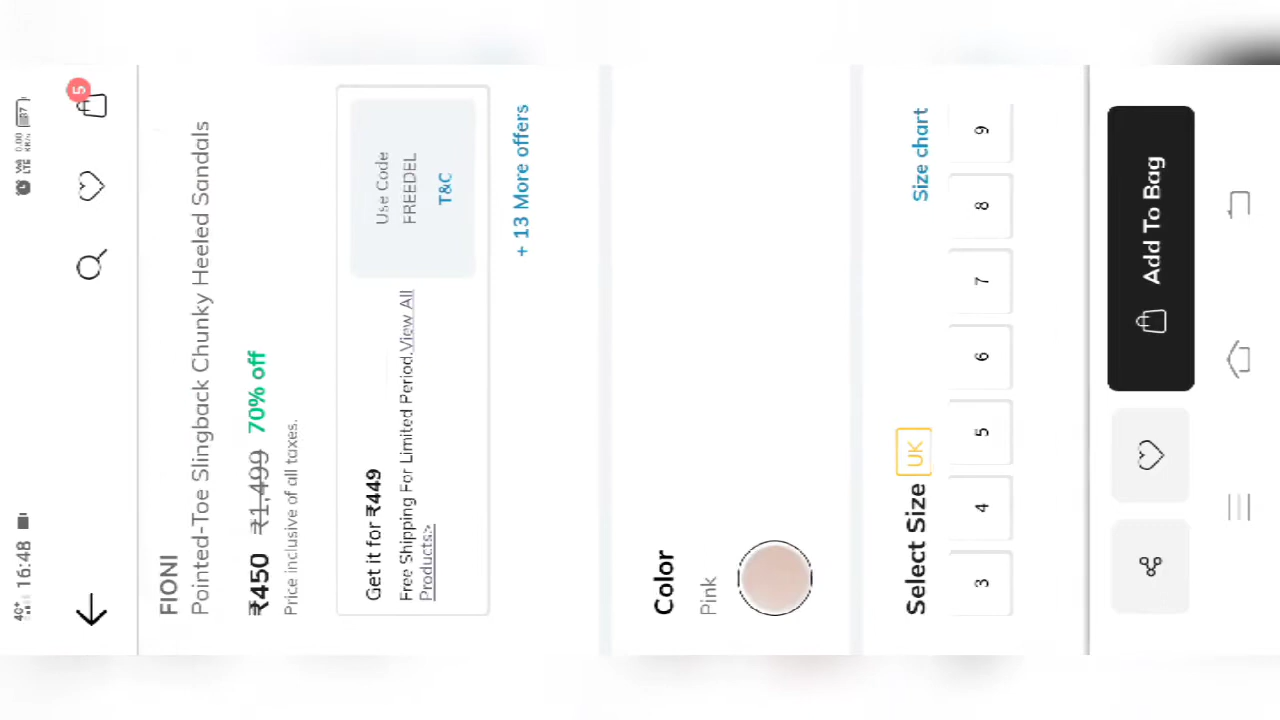 4G+ 16:48
5
FIONI
Pointed-Toe Slingback Chunky Heeled Sandals
₹450 ₹1,499 70% off
Price inclusive of all taxes.
Get it for ₹449
Free Shipping For Limited Period.View All
Products>
Use Code
FREEDEL
T&C
+ 13 More offers
Color
Pink
Select Size UK
Size chart
3 4 5 6 7 8 9
Add To Bag